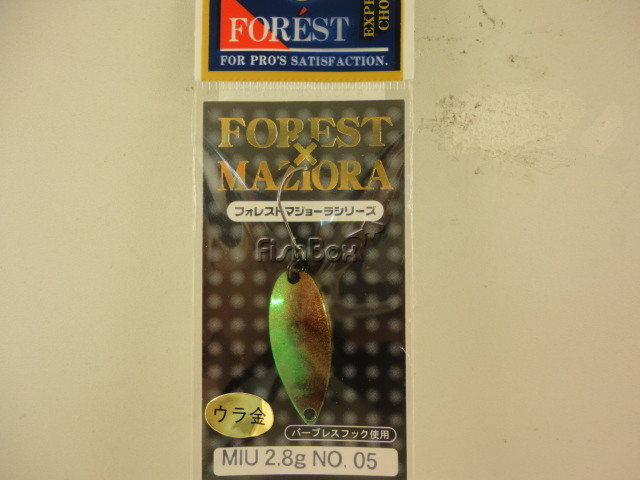 FORÉST
EXPE
CHO
FOR PRO'S SATISFACTION.
FOREST
×
MAZIORA
フォレストマジョーラシリーズ
FishBox
ウラ金
バーブレスフック使用
MIU 2.8g NO. 05